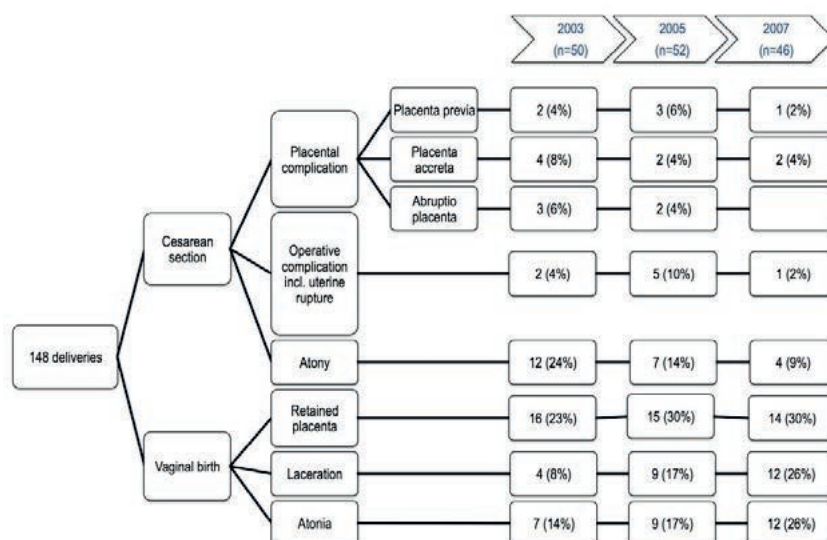 2003
(n=50)
2005
(n=52)
2007
(n=46)
Placenta previa
2 (4%)
3 (6%)
1 (2%)
Placental
complication
Placenta
accreta
4 (8%)
2 (4%)
2 (4%)
Abruptio
placenta
3 (6%)
2 (4%)
Cesarean
section
Operative
complication
incl. uterine
rupture
2 (4%)
5 (10%)
1 (2%)
148 deliveries
Atony
12 (24%)
7 (14%)
4 (9%)
Retained
placenta
16 (23%)
15 (30%)
14 (30%)
Vaginal birth
Laceration
4 (8%)
9 (17%)
12 (26%)
Atonia
7 (14%)
9 (17%)
12 (26%)